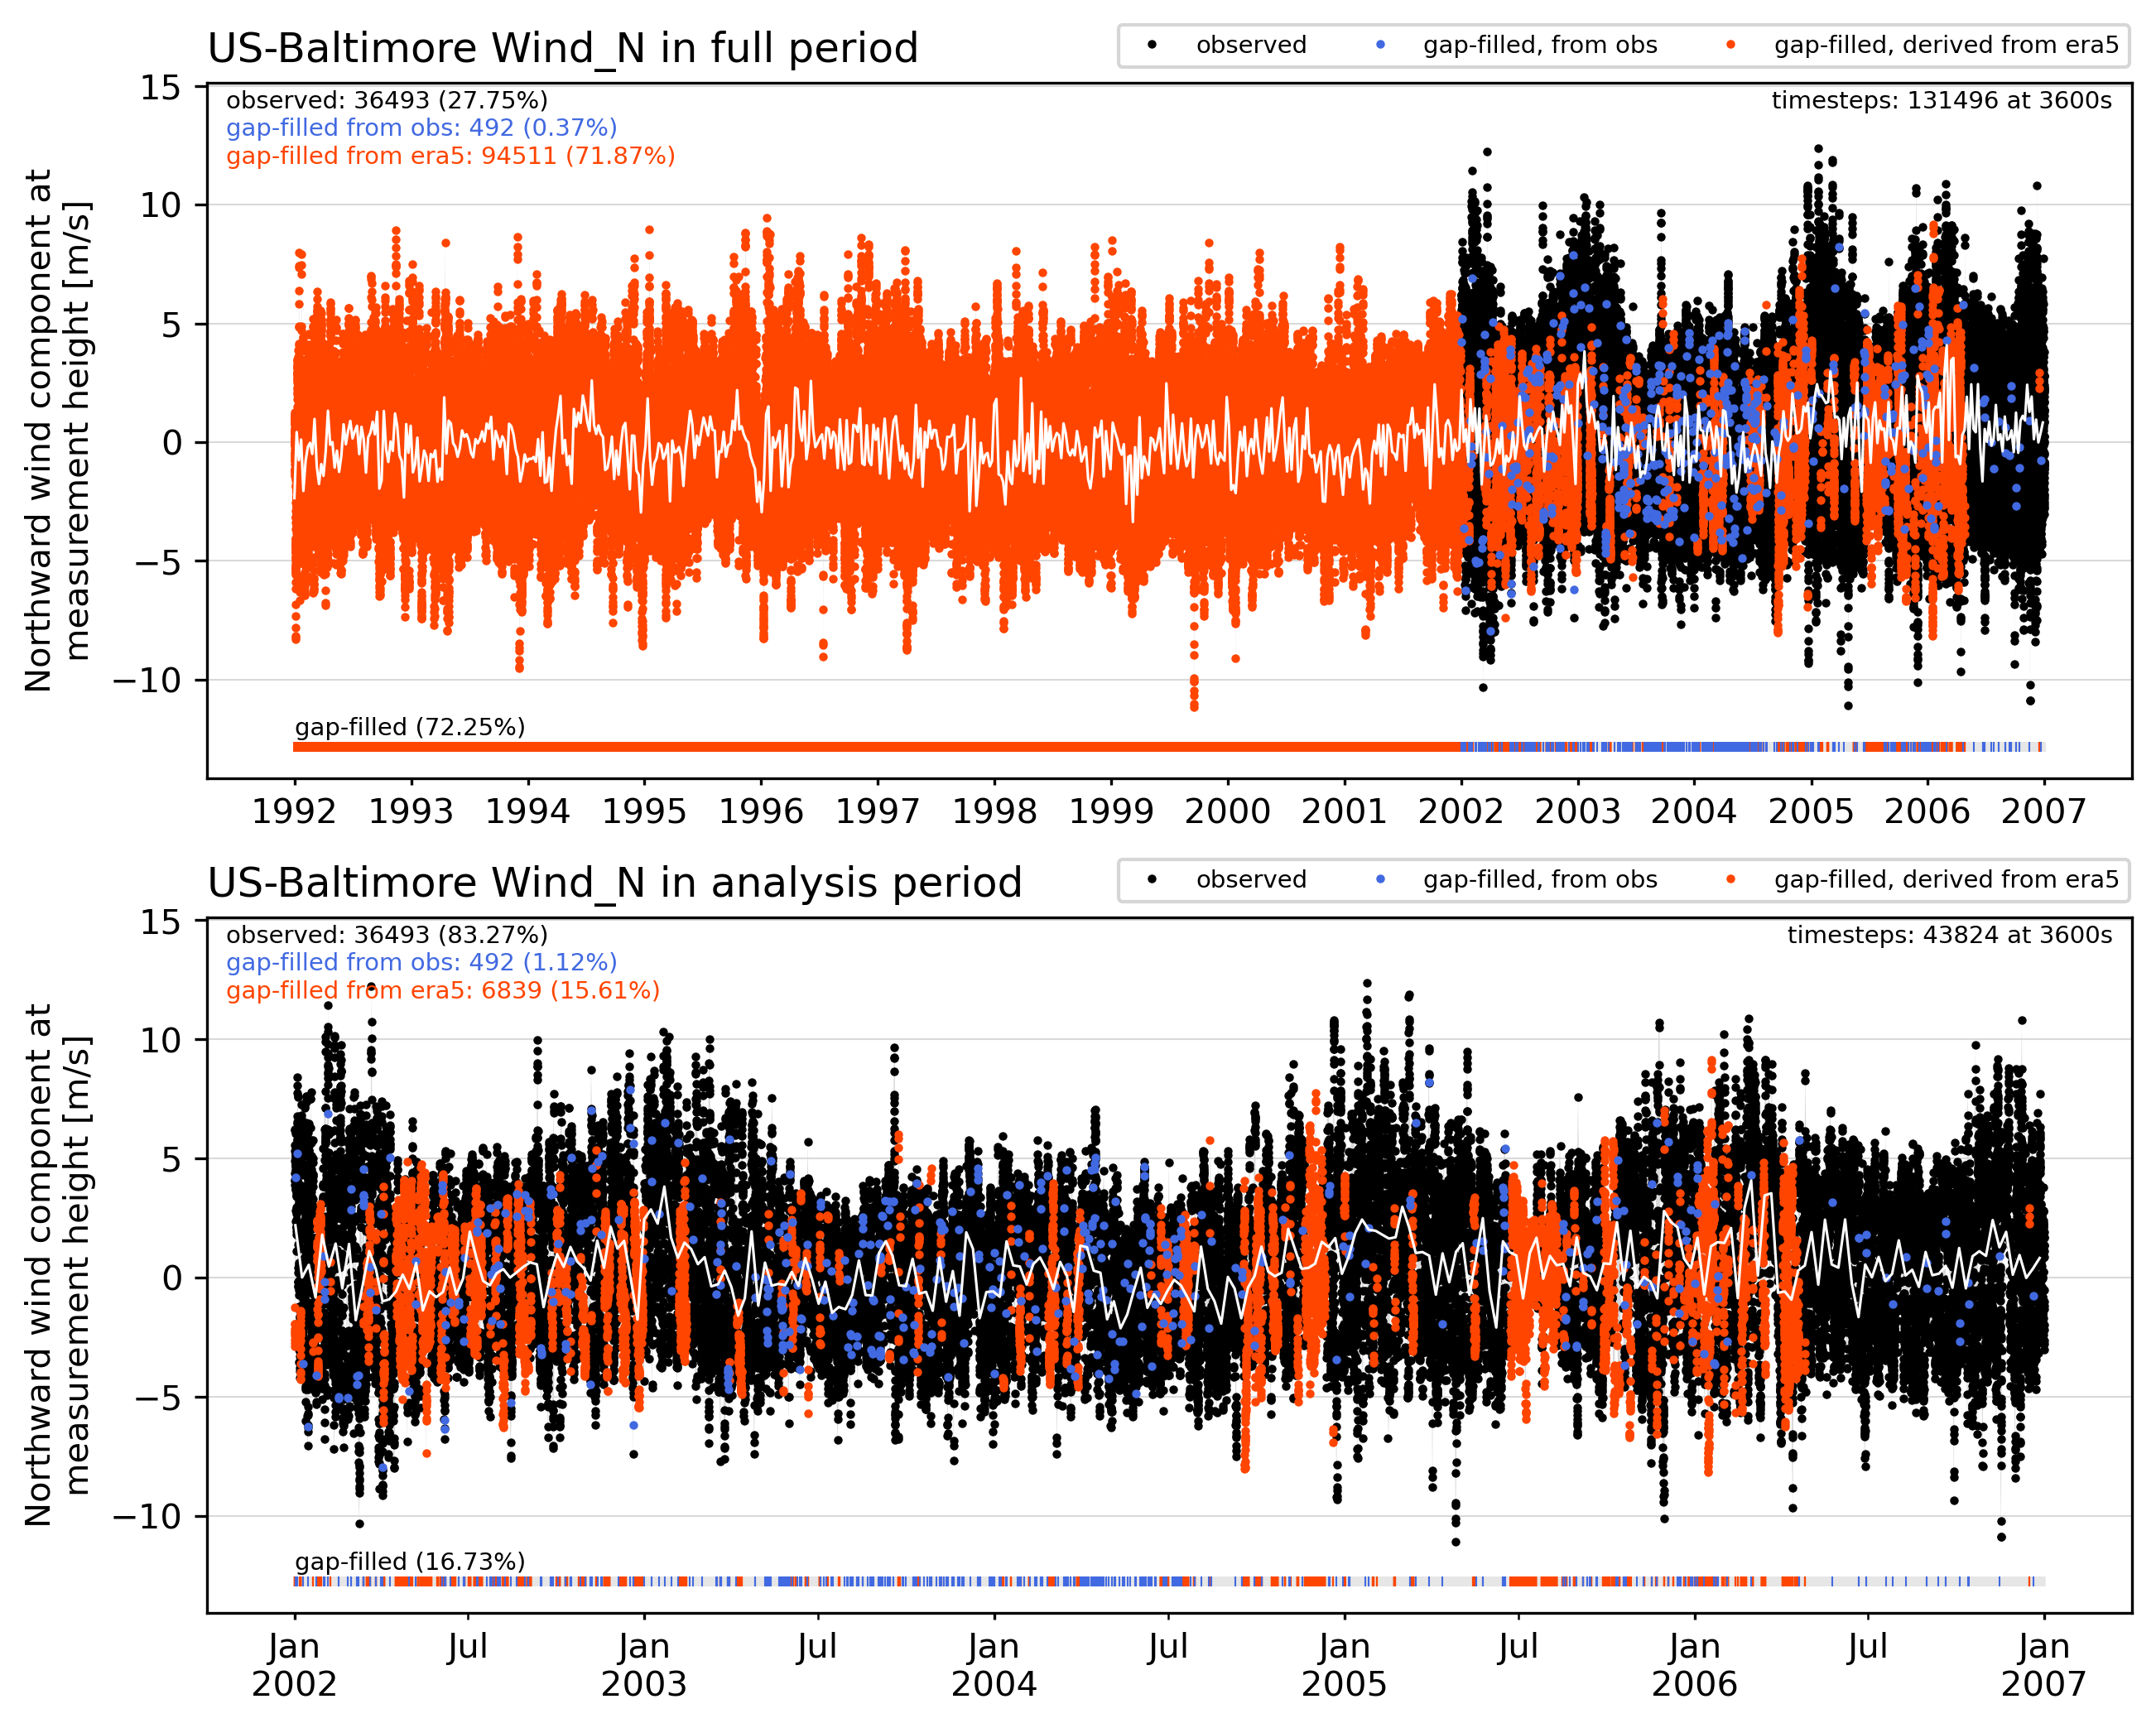 US-Baltimore Wind_N in full period
observed
gap-filled, from obs
gap-filled, derived from era5
observed: 36493 (27.75%)
gap-filled from obs: 492 (0.37%)
gap-filled from era5: 94511 (71.87%)
timesteps: 131496 at 3600s
Northward wind component at
measurement height [m/s]
15
10
5
0
−5
−10
gap-filled (72.25%)
1992 1993 1994 1995 1996 1997 1998 1999 2000 2001 2002 2003 2004 2005 2006 2007
US-Baltimore Wind_N in analysis period
observed
gap-filled, from obs
gap-filled, derived from era5
observed: 36493 (83.27%)
gap-filled from obs: 492 (1.12%)
gap-filled from era5: 6839 (15.61%)
timesteps: 43824 at 3600s
Northward wind component at
measurement height [m/s]
15
10
5
0
−5
−10
gap-filled (16.73%)
Jan Jul Jan Jul Jan Jul Jan Jul Jan Jul Jan
2002 2003 2004 2005 2006 2007